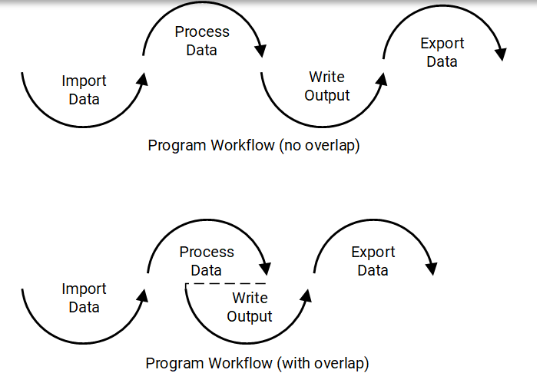 Process
Data
Export
Data
Import
Data
Write
Output
Program Workflow (no overlap)
Process
Data
Export
Data
Import
Data
Write
Output
Program Workflow (with overlap)